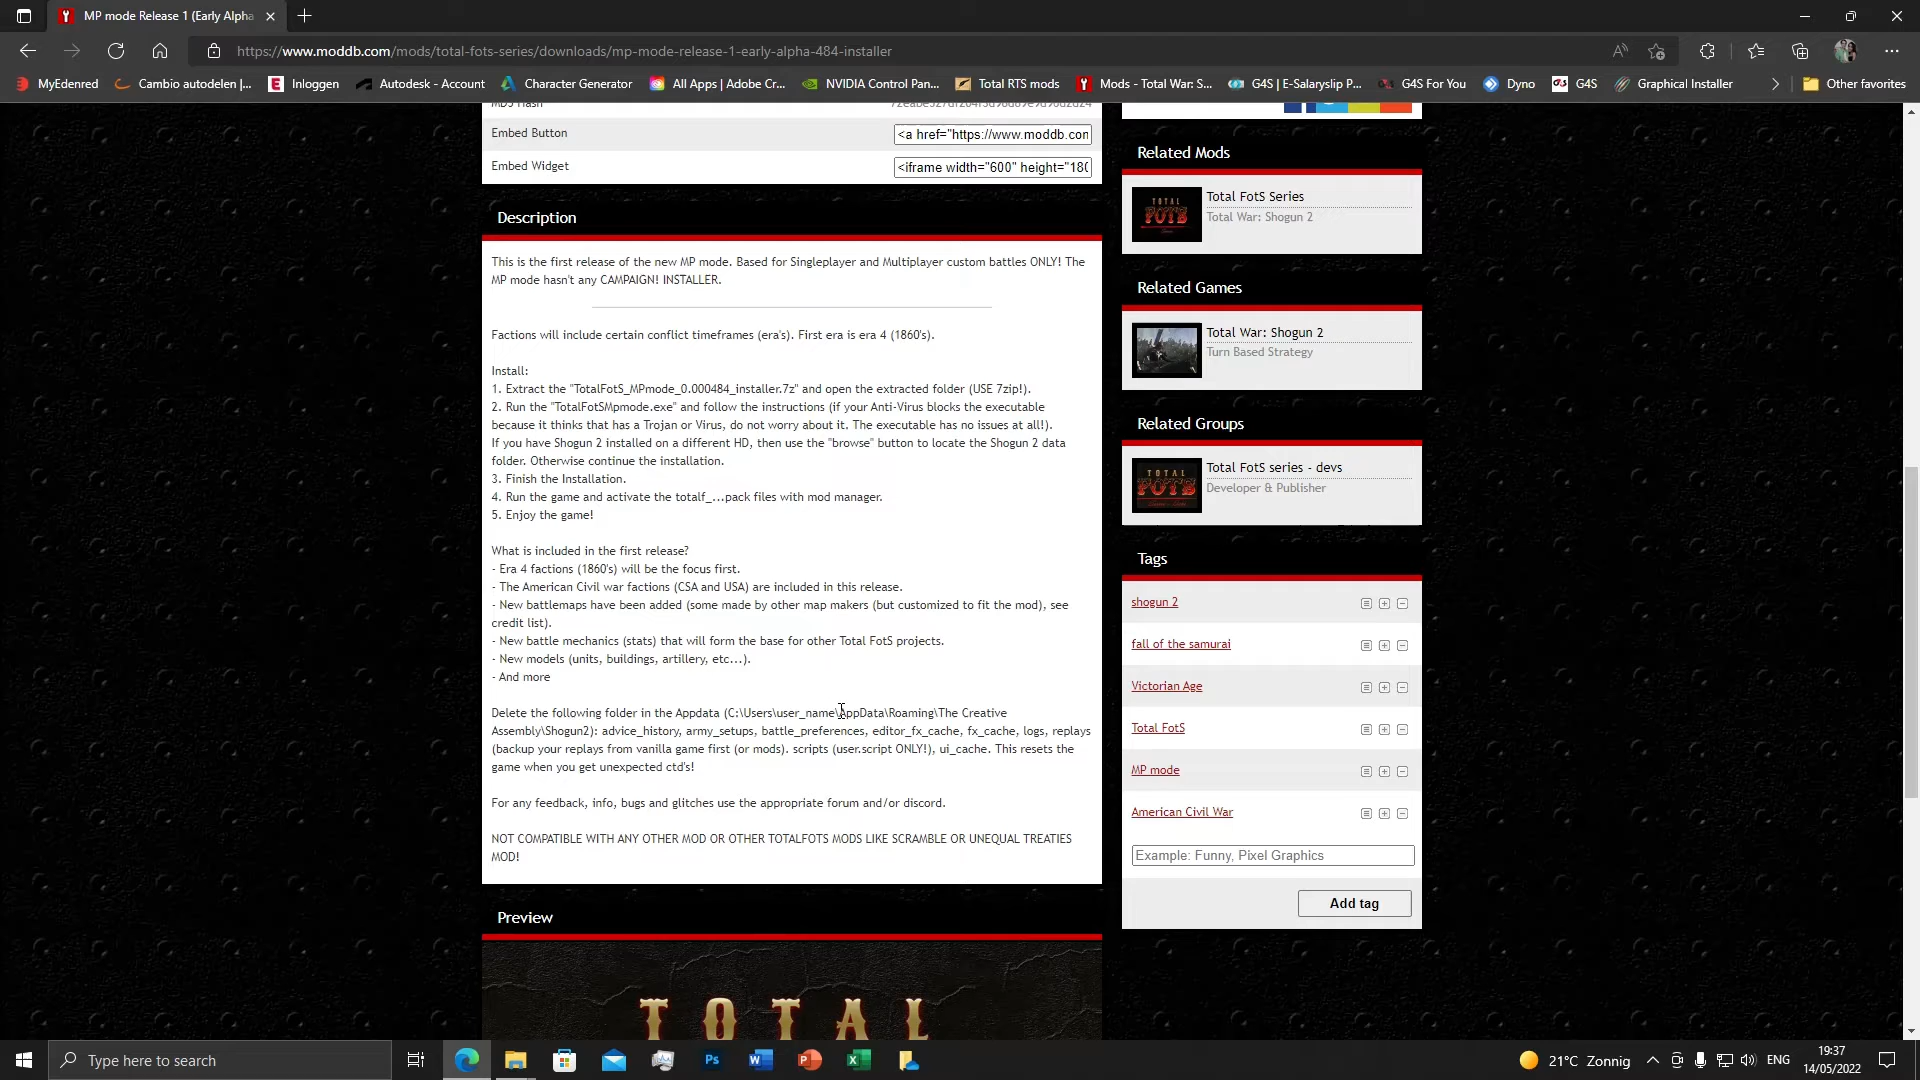 MP mode Release 1 (Early Alpha
https://www.moddb.com/mods/total-fots-series/downloads/mp-mode-release-1-early-alpha-484-installer
MyEdenred
Cambio autodelen |...
Inloggen
Autodesk - Account
Character Generator
All Apps | Adobe Cr...
NVIDIA Control Pan...
Total RTS mods
Mods - Total War: S...
G4S | E-Salaryslip P...
G4S For You
Dyno
G4S
Graphical Installer
Other favorites
Embed Button
<a href="https://www.moddb.con
Embed Widget
<iframe width="600" height="180
Description
This is the first release of the new MP mode. Based for Singleplayer and Multiplayer custom battles ONLY! The
MP mode hasn't any CAMPAIGN! INSTALLER.
Factions will include certain conflict timeframes (era's). First era is era 4 (1860's).
Install:
1. Extract the "TotalFotS_MPmode_0.000484_installer.7z" and open the extracted folder (USE 7zip!).
2. Run the "TotalFotSMpmode.exe" and follow the instructions (if your Anti-Virus blocks the executable
because it thinks that has a Trojan or Virus, do not worry about it. The executable has no issues at all!).
If you have Shogun 2 installed on a different HD, then use the "browse" button to locate the Shogun 2 data
folder. Otherwise continue the installation.
3. Finish the Installation.
4. Run the game and activate the totalf_...pack files with mod manager.
5. Enjoy the game!
What is included in the first release?
- Era 4 factions (1860's) will be the focus first.
- The American Civil war factions (CSA and USA) are included in this release.
- New battlemaps have been added (some made by other map makers (but customized to fit the mod), see
credit list).
- New battle mechanics (stats) that will form the base for other Total FotS projects.
- New models (units, buildings, artillery, etc...).
- And more
Delete the following folder in the Appdata (C:\Users\user_name\AppData\Roaming\The Creative
Assembly\Shogun2): advice_history, army_setups, battle_preferences, editor_fx_cache, fx_cache, logs, replays
(backup your replays from vanilla game first (or mods). scripts (user.script ONLY!), ui_cache. This resets the
game when you get unexpected ctd's!
For any feedback, info, bugs and glitches use the appropriate forum and/or discord.
NOT COMPATIBLE WITH ANY OTHER MOD OR OTHER TOTALFOTS MODS LIKE SCRAMBLE OR UNEQUAL TREATIES
MOD!
Preview
TOTAL
Related Mods
TOTAL
FOTS
Total FotS Series
Total War: Shogun 2
Related Games
Total War: Shogun 2
Turn Based Strategy
Related Groups
TOTAL
FOTS
Total FotS series - devs
Developer & Publisher
Tags
shogun 2
fall of the samurai
Victorian Age
Total FotS
MP mode
American Civil War
Example: Funny, Pixel Graphics
Add tag
Type here to search
21°C Zonnig
ENG
19:37
14/05/2022